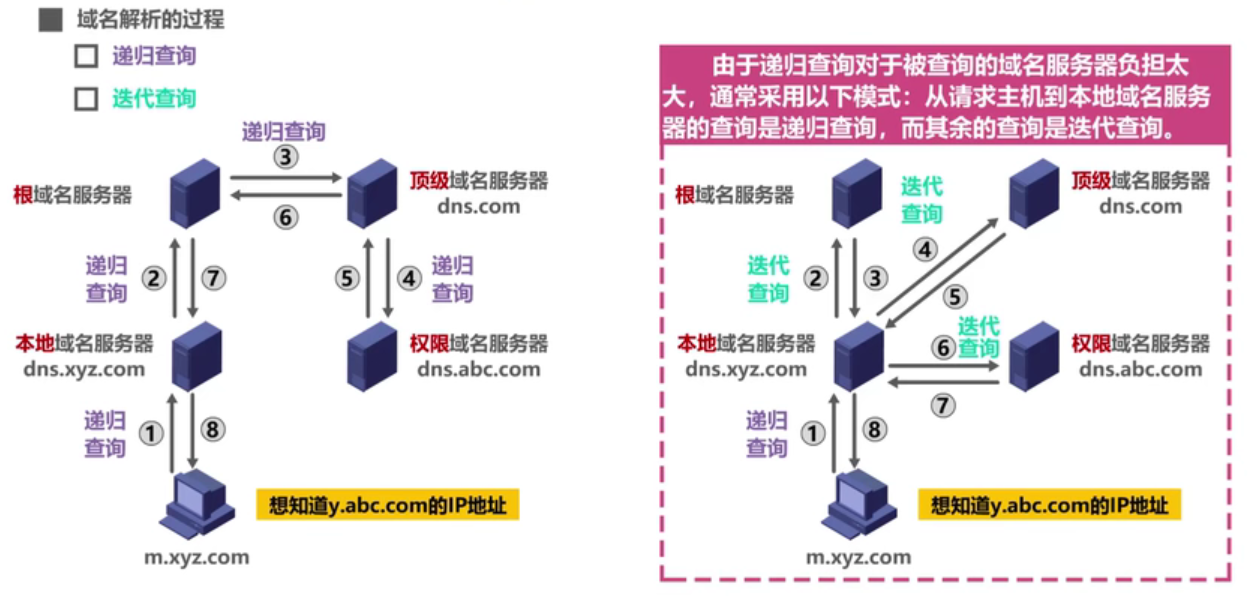 域名解析的过程
递归查询
迭代查询
递归查询
③
⑥
根域名服务器
顶级域名服务器
dns.com
递归
查询
②
⑦
⑤
④
递归
查询
本地域名服务器
dns.xyz.com
权限域名服务器
dns.abc.com
递归
查询
①
⑧
想知道y.abc.com的IP地址
m.xyz.com
由于递归查询对于被查询的域名服务器负担太
大，通常采用以下模式：从请求主机到本地域名服务
器的查询是递归查询，而其余的查询是迭代查询。
根域名服务器
迭代
查询
顶级域名服务器
dns.com
迭代
查询
②
③
④
⑤
本地域名服务器
dns.xyz.com
⑥
迭代
查询
⑦
权限域名服务器
dns.abc.com
递归
查询
①
⑧
想知道y.abc.com的IP地址
m.xyz.com